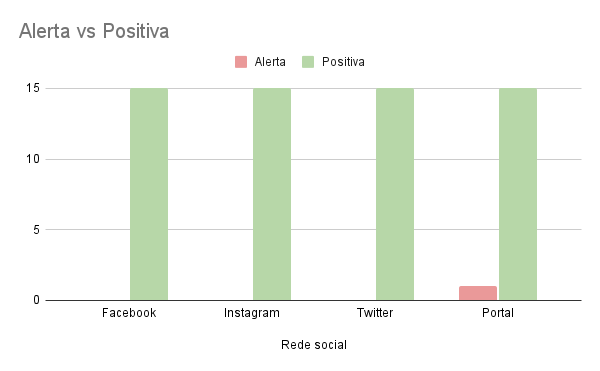 Alerta vs Positiva
Alerta Positiva
15
10
5
0
Facebook Instagram Twitter Portal
Rede social